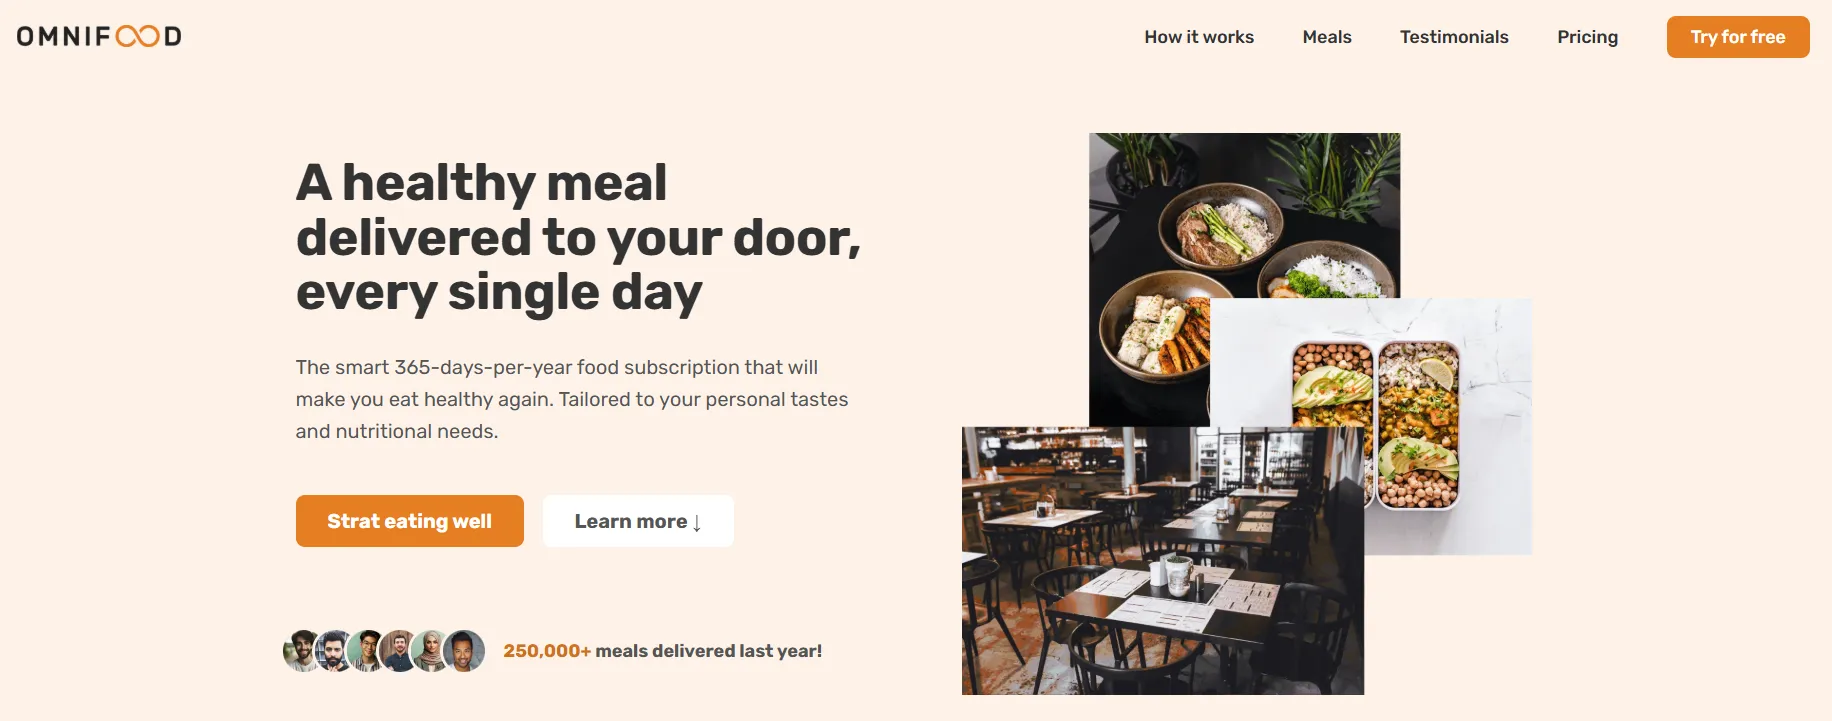 OMNIFOOD
How it works
Meals
Testimonials
Pricing
Try for free
A healthy meal
delivered to your door,
every single day
The smart 365-days-per-year food subscription that will
make you eat healthy again. Tailored to your personal tastes
and nutritional needs.
Strat eating well
Learn more ↓
250,000+ meals delivered last year!